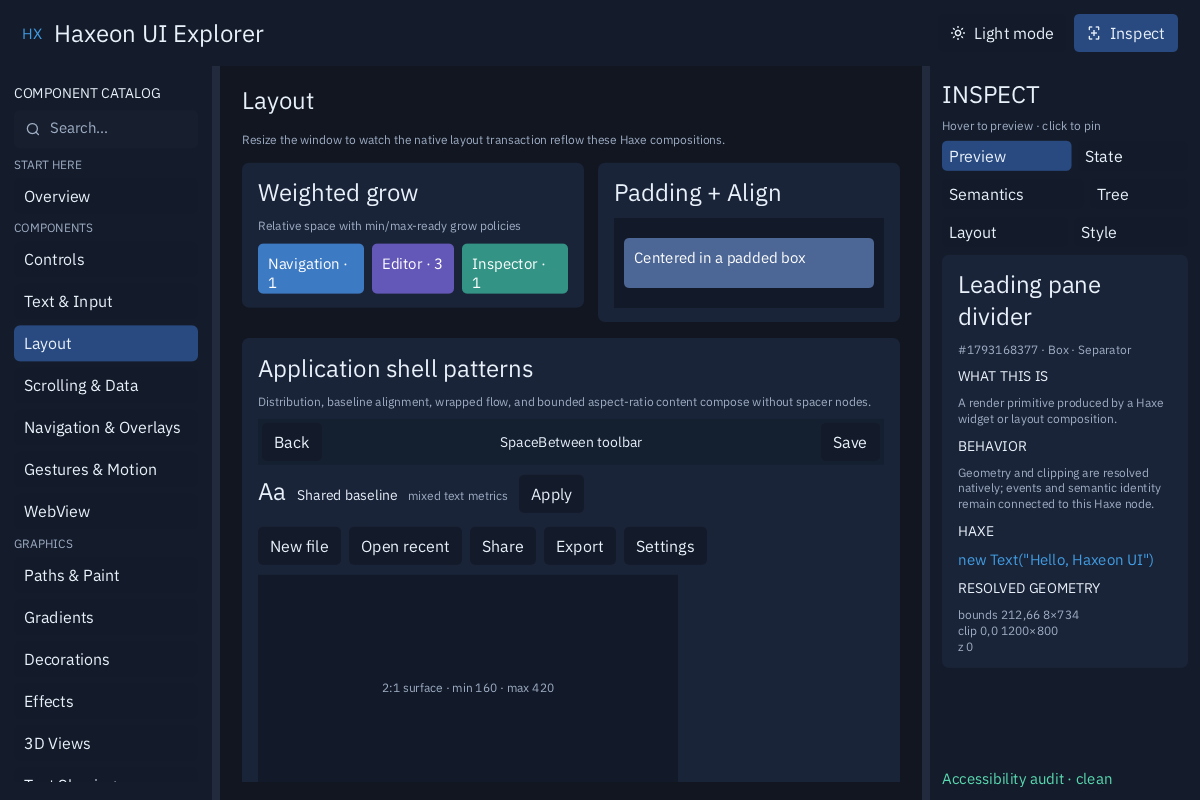 HX Haxeon UI Explorer
Light mode
Inspect
COMPONENT CATALOG
Search...
START HERE
Overview
COMPONENTS
Controls
Text & Input
Layout
Scrolling & Data
Navigation & Overlays
Gestures & Motion
WebView
GRAPHICS
Paths & Paint
Gradients
Decorations
Effects
3D Views
Layout
Resize the window to watch the native layout transaction reflow these Haxe compositions.
Weighted grow
Relative space with min/max-ready grow policies
Navigation ·
1
Editor · 3
Inspector ·
1
Padding + Align
Centered in a padded box
Application shell patterns
Distribution, baseline alignment, wrapped flow, and bounded aspect-ratio content compose without spacer nodes.
Back
SpaceBetween toolbar
Save
Aa Shared baseline mixed text metrics Apply
New file
Open recent
Share
Export
Settings
2:1 surface · min 160 · max 420
INSPECT
Hover to preview · click to pin
Preview
State
Semantics
Tree
Layout
Style
Leading pane
divider
#1793168377 · Box · Separator
WHAT THIS IS
A render primitive produced by a Haxe
widget or layout composition.
BEHAVIOR
Geometry and clipping are resolved
natively; events and semantic identity
remain connected to this Haxe node.
HAXE
new Text("Hello, Haxeon UI")
RESOLVED GEOMETRY
bounds 212,66 8×734
clip 0,0 1200×800
z 0
Accessibility audit · clean